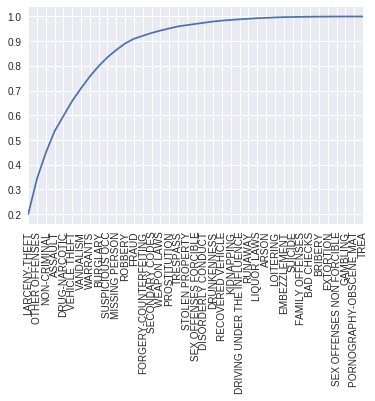 1.0
0.9
0.8
0.7
0.6
0.5
0.4
0.3
0.2
LARCENY/THEFT
OTHER OFFENSES
NON-CRIMINAL
ASSAULT
DRUG/NARCOTIC
VEHICLE THEFT
VANDALISM
WARRANTS
BURGLARY
SUSPICIOUS OCC
MISSING PERSON
ROBBERY
FRAUD
FORGERY/COUNTERFEITING
SECONDARY CODES
WEAPON LAWS
PROSTITUTION
TRESPASS
STOLEN PROPERTY
SEX OFFENSES FORCIBLE
DISORDERLY CONDUCT
DRUNKENNESS
RECOVERED VEHICLE
KIDNAPPING
DRIVING UNDER THE INFLUENCE
RUNAWAY
LIQUOR LAWS
ARSON
LOITERING
EMBEZZLEMENT
SUICIDE
FAMILY OFFENSES
BAD CHECKS
BRIBERY
EXTORTION
SEX OFFENSES NON FORCIBLE
GAMBLING
PORNOGRAPHY/OBSCENE MAT
TREA